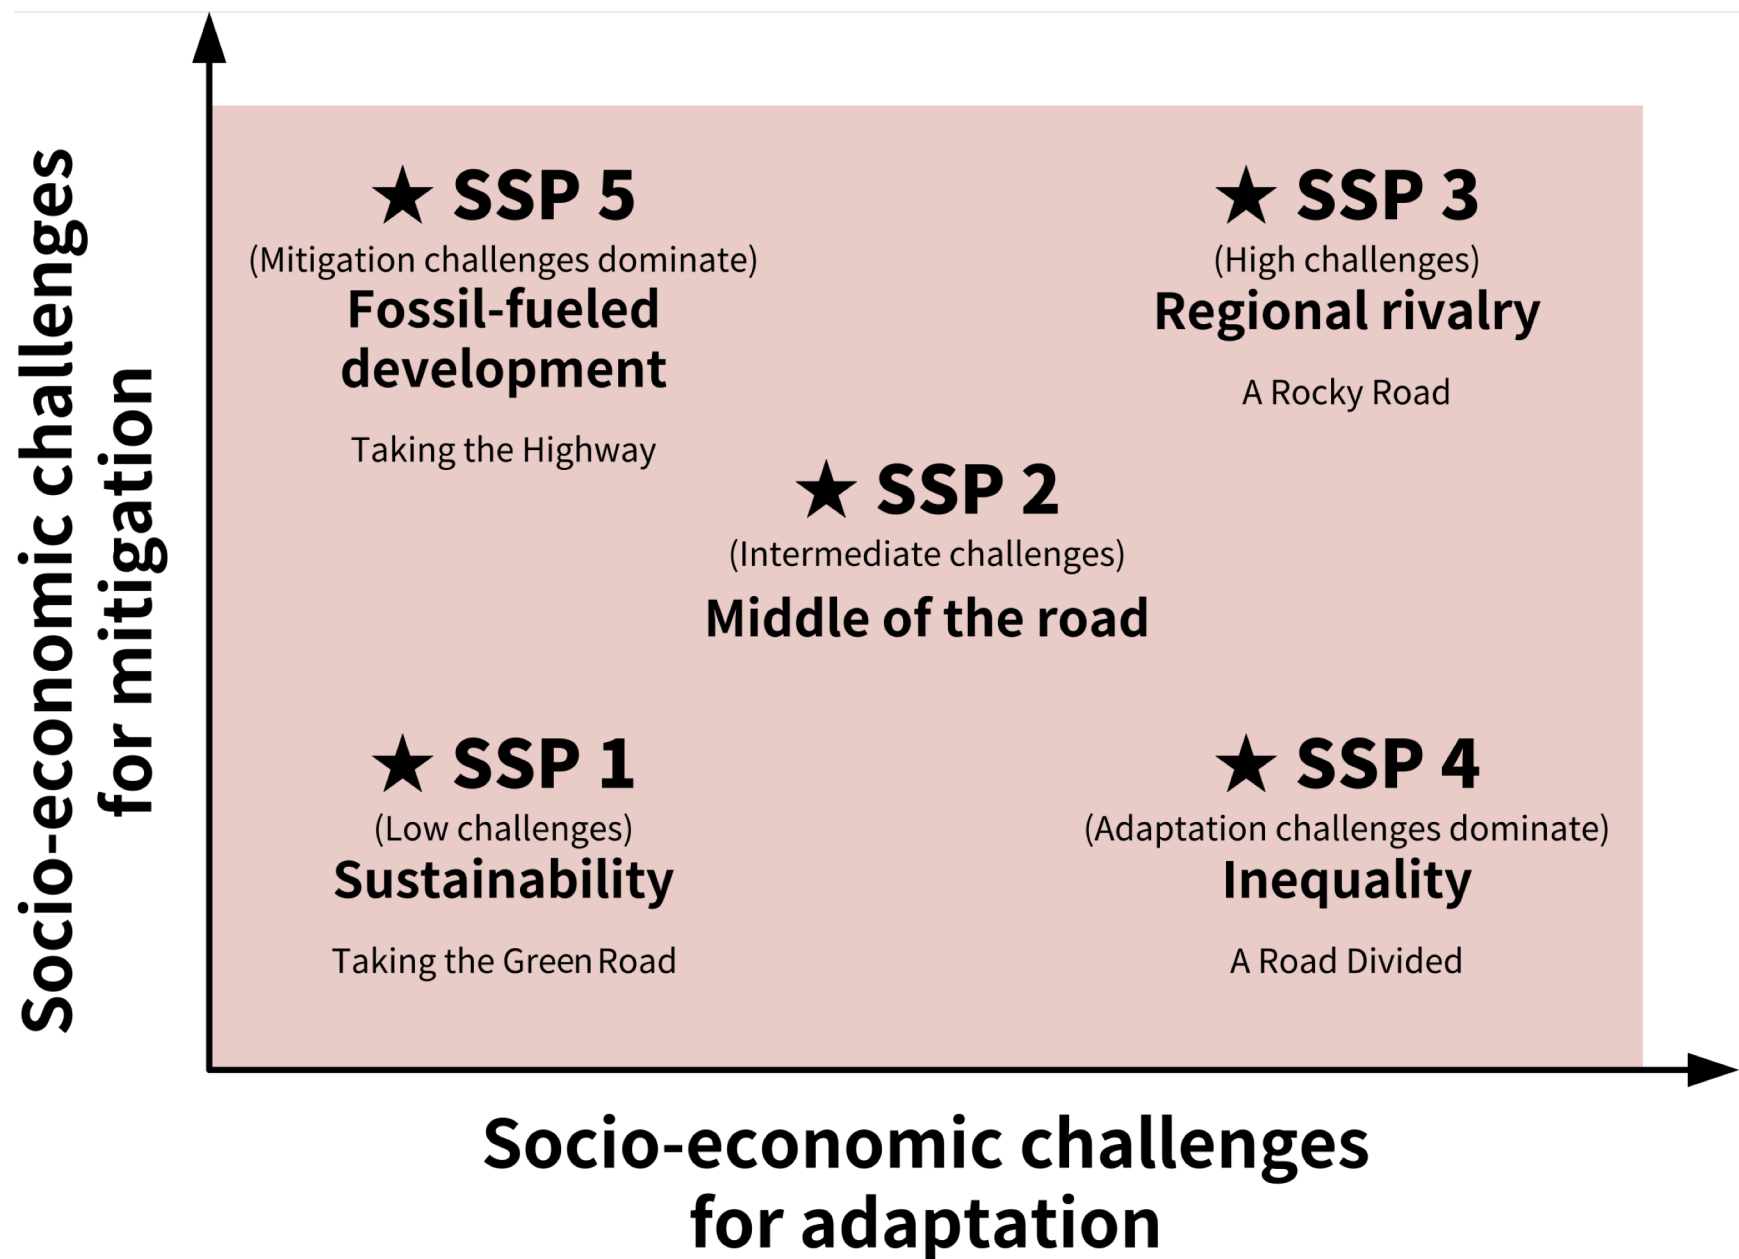 Socio-economic challenges
for mitigation
★ SSP 5
(Mitigation challenges dominate)
Fossil-fueled
development
Taking the Highway
★ SSP 3
(High challenges)
Regional rivalry
A Rocky Road
★ SSP 2
(Intermediate challenges)
Middle of the road
★ SSP 1
(Low challenges)
Sustainability
Taking the Green Road
★ SSP 4
(Adaptation challenges dominate)
Inequality
A Road Divided
Socio-economic challenges
for adaptation